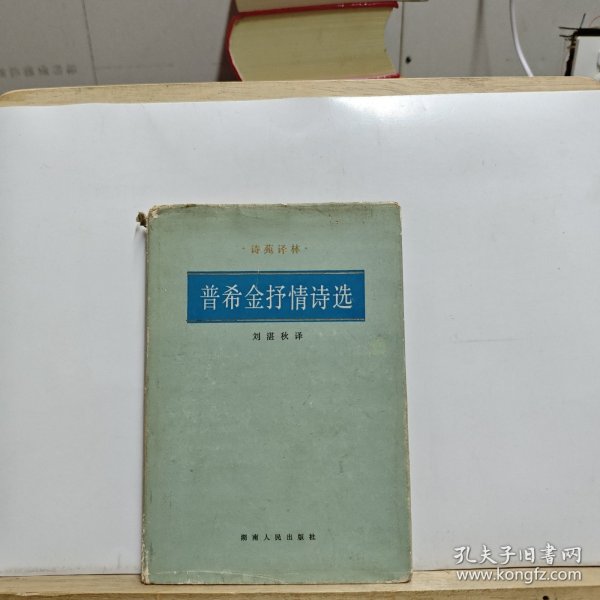 ·诗苑译林·
普希金抒情诗选
刘湛秋译
湖南人民出版社
孔夫子旧书网
www.kongfz.com